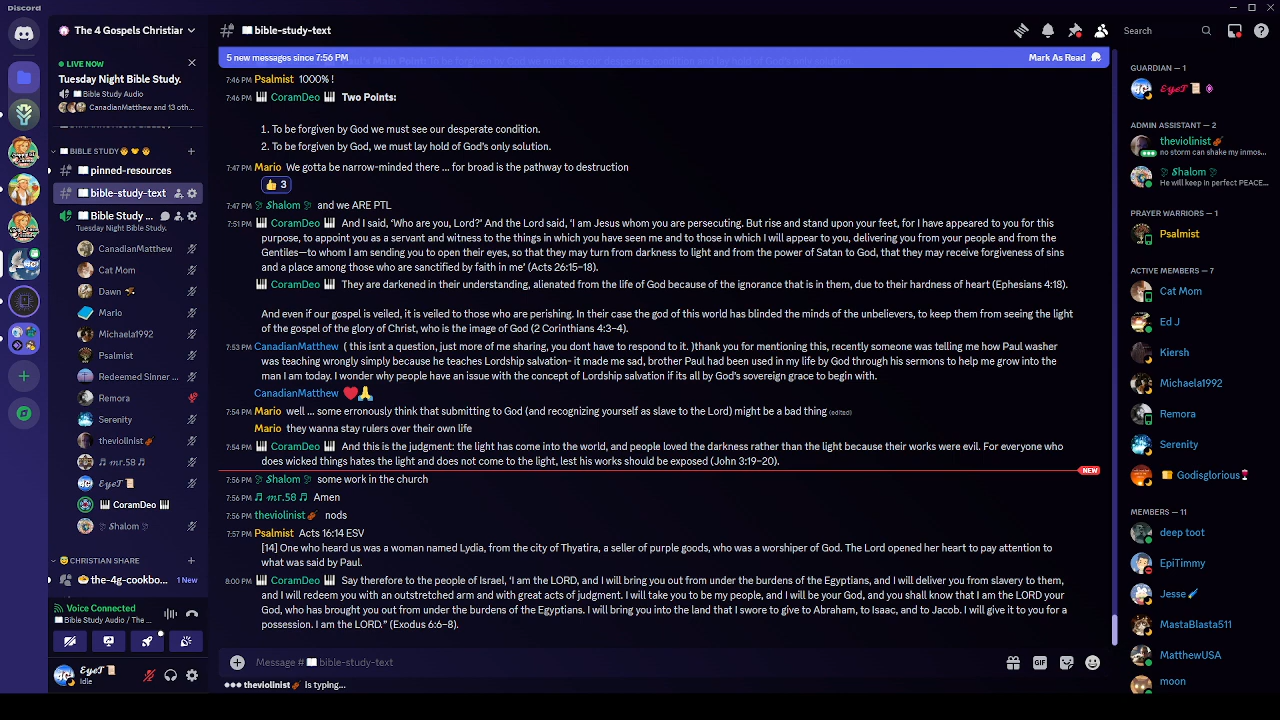 Discord
The 4 Gospels Christian
LIVE NOW
Tuesday Night Bible Study.
Bible Study Audio
CanadianMatthew and 13 oth...
BIBLE STUDY
pinned-resources
bible-study-text
Bible Study ...
Tuesday Night Bible Study.
CanadianMatthew
Cat Mom
Dawn
Mario
Michaela1992
Psalmist
Redeemed Sinner ...
Remora
Serenity
theviolinist
♫ 𝓶𝓻.58 ♫
𝓔𝔂𝓮𝓣
CoramDeo
𝓢halom
CHRISTIAN SHARE
the-4g-cookbo...
1 New
Voice Connected
Bible Study Audio / The ...
𝓔𝔂𝓮𝓣
Idle
bible-study-text
Search
5 new messages since 7:56 PM
Mark As Read
7:46 PM Psalmist 1000% !
7:46 PM CoramDeo Two Points:
1. To be forgiven by God we must see our desperate condition.
2. To be forgiven by God, we must lay hold of God's only solution.
7:47 PM Mario We gotta be narrow-minded there ... for broad is the pathway to destruction
👍 3
7:47 PM 𝓢halom and we ARE PTL
7:51 PM CoramDeo And I said, 'Who are you, Lord?' And the Lord said, 'I am Jesus whom you are persecuting. But rise and stand upon your feet, for I have appeared to you for this
purpose, to appoint you as a servant and witness to the things in which you have seen me and to those in which I will appear to you, delivering you from your people and from the
Gentiles—to whom I am sending you to open their eyes, so that they may turn from darkness to light and from the power of Satan to God, that they may receive forgiveness of sins
and a place among those who are sanctified by faith in me' (Acts 26:15–18).
CoramDeo They are darkened in their understanding, alienated from the life of God because of the ignorance that is in them, due to their hardness of heart (Ephesians 4:18).
And even if our gospel is veiled, it is veiled to those who are perishing. In their case the god of this world has blinded the minds of the unbelievers, to keep them from seeing the light
of the gospel of the glory of Christ, who is the image of God (2 Corinthians 4:3–4).
7:53 PM CanadianMatthew ( this isnt a question, just more of me sharing, you dont have to respond to it. )thank you for mentioning this, recently someone was telling me how Paul washer
was teaching wrongly simply because he teaches Lordship salvation- it made me sad, brother Paul had been used in my life by God through his sermons to help me grow into the
man I am today. I wonder why people have an issue with the concept of Lordship salvation if its all by God's sovereign grace to begin with.
CanadianMatthew ❤️🙏
7:54 PM Mario well ... some erronously think that submitting to God (and recognizing yourself as slave to the Lord) might be a bad thing (edited)
Mario they wanna stay rulers over their own life
7:54 PM CoramDeo And this is the judgment: the light has come into the world, and people loved the darkness rather than the light because their works were evil. For everyone who
does wicked things hates the light and does not come to the light, lest his works should be exposed (John 3:19–20).
NEW
7:56 PM 𝓢halom some work in the church
7:56 PM ♫ 𝓶𝓻.58 ♫ Amen
7:56 PM theviolinist nods
7:57 PM Psalmist Acts 16:14 ESV
[14] One who heard us was a woman named Lydia, from the city of Thyatira, a seller of purple goods, who was a worshiper of God. The Lord opened her heart to pay attention to
what was said by Paul.
8:00 PM CoramDeo Say therefore to the people of Israel, 'I am the LORD, and I will bring you out from under the burdens of the Egyptians, and I will deliver you from slavery to them,
and I will redeem you with an outstretched arm and with great acts of judgment. I will take you to be my people, and I will be your God, and you shall know that I am the LORD your
God, who has brought you out from under the burdens of the Egyptians. I will bring you into the land that I swore to give to Abraham, to Isaac, and to Jacob. I will give it to you for a
possession. I am the LORD.” (Exodus 6:6–8).
Message # bible-study-text
GIF
theviolinist is typing...
GUARDIAN — 1
𝓔𝔂𝓮𝓣
ADMIN ASSISTANT — 2
theviolinist
no storm can shake my inmos...
𝓢halom
He will keep in perfect PEACE...
PRAYER WARRIORS — 1
Psalmist
ACTIVE MEMBERS — 7
Cat Mom
Ed J
Kiersh
Michaela1992
Remora
Serenity
Godisglorious
MEMBERS — 11
deep toot
EpiTimmy
Jesse
MastaBlasta511
MatthewUSA
moon